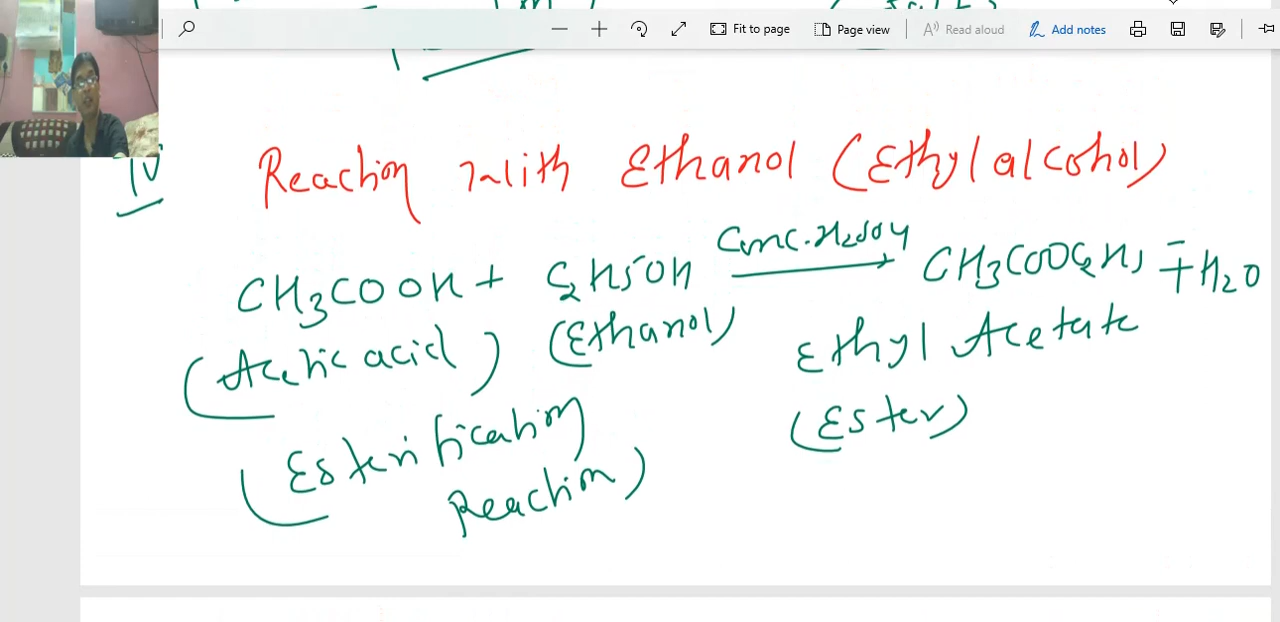 Fit to page
Page view
Read aloud
Add notes
IV
Reaction with Ethanol (Ethyl alcohol)
Conc. H2SO4
CH3COOH + C2H5OH → CH3COOC2H5 + H2O
(Acetic acid) (Ethanol) Ethyl Acetate
(Esterification Reaction) (Ester)